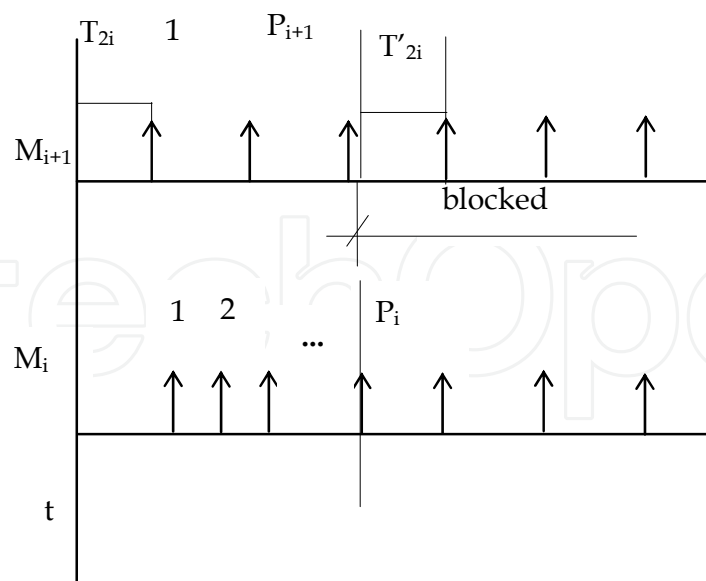 T₂ᵢ 1 Pᵢ₊₁ T′₂ᵢ
Mᵢ₊₁
blocked
1 2 ... Pᵢ
Mᵢ
t